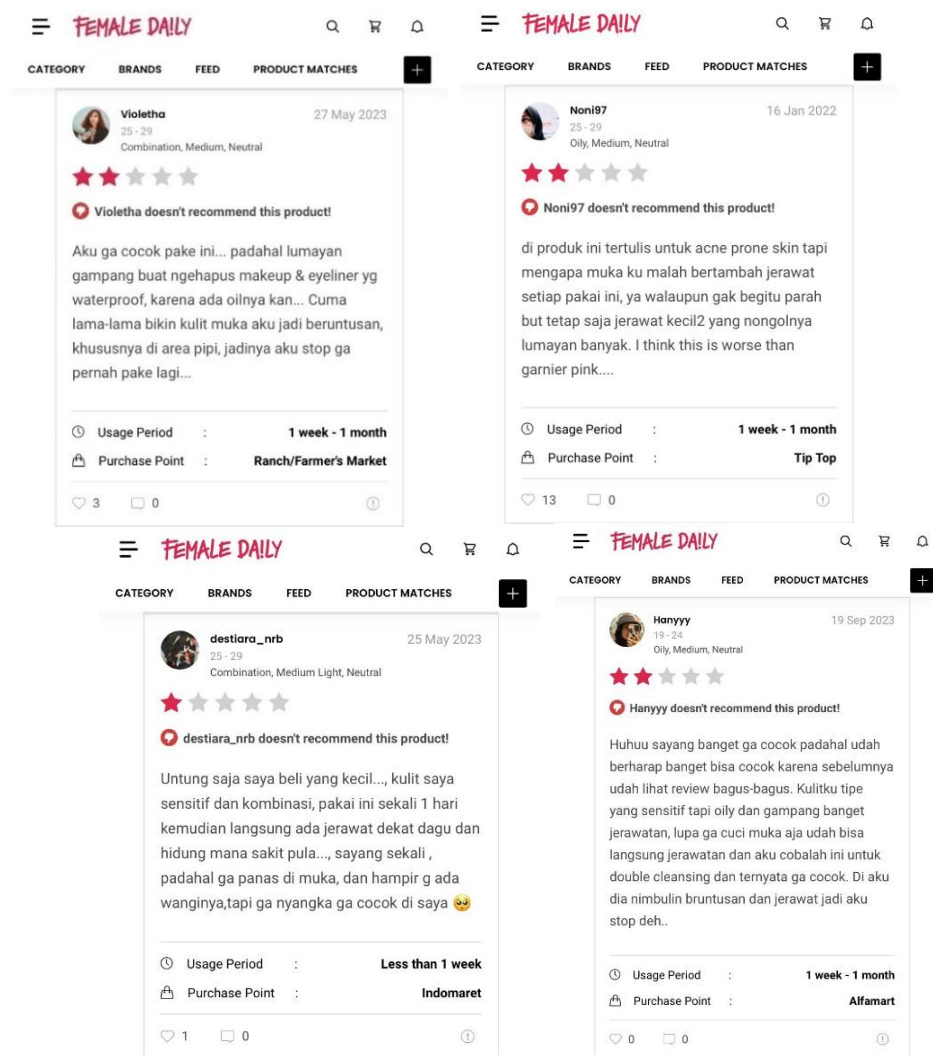 FEMALE DA!LY
CATEGORY BRANDS FEED PRODUCT MATCHES +
Violetha 27 May 2023
25 - 29
Combination, Medium, Neutral
Violetha doesn't recommend this product!
Aku ga cocok pake ini... padahal lumayan
gampang buat ngehapus makeup & eyeliner yg
waterproof, karena ada oilnya kan... Cuma
lama-lama bikin kulit muka aku jadi beruntusan,
khususnya di area pipi, jadinya aku stop ga
pernah pake lagi...
Usage Period : 1 week - 1 month
Purchase Point : Ranch/Farmer's Market
3 0
FEMALE DA!LY
CATEGORY BRANDS FEED PRODUCT MATCHES +
Noni97 16 Jan 2022
25 - 29
Oily, Medium, Neutral
Noni97 doesn't recommend this product!
di produk ini tertulis untuk acne prone skin tapi
mengapa muka ku malah bertambah jerawat
setiap pakai ini, ya walaupun gak begitu parah
but tetap saja jerawat kecil2 yang nongolnya
lumayan banyak. I think this is worse than
garnier pink....
Usage Period : 1 week - 1 month
Purchase Point : Tip Top
13 0
FEMALE DA!LY
CATEGORY BRANDS FEED PRODUCT MATCHES +
destiara_nrb 25 May 2023
25 - 29
Combination, Medium Light, Neutral
destiara_nrb doesn't recommend this product!
Untung saja saya beli yang kecil..., kulit saya
sensitif dan kombinasi, pakai ini sekali 1 hari
kemudian langsung ada jerawat dekat dagu dan
hidung mana sakit pula..., sayang sekali ,
padahal ga panas di muka, dan hampir g ada
wanginya,tapi ga nyangka ga cocok di saya 🥺
Usage Period : Less than 1 week
Purchase Point : Indomaret
1 0
FEMALE DA!LY
CATEGORY BRANDS FEED PRODUCT MATCHES +
Hanyyy 19 Sep 2023
19 - 24
Oily, Medium, Neutral
Hanyyy doesn't recommend this product!
Huhuu sayang banget ga cocok padahal udah
berharap banget bisa cocok karena sebelumnya
udah lihat review bagus-bagus. Kulitku tipe
yang sensitif tapi oily dan gampang banget
jerawatan, lupa ga cuci muka aja udah bisa
langsung jerawatan dan aku cobalah ini untuk
double cleansing dan ternyata ga cocok. Di aku
dia nimbulin bruntusan dan jerawat jadi aku
stop deh..
Usage Period : 1 week - 1 month
Purchase Point : Alfamart
0 0